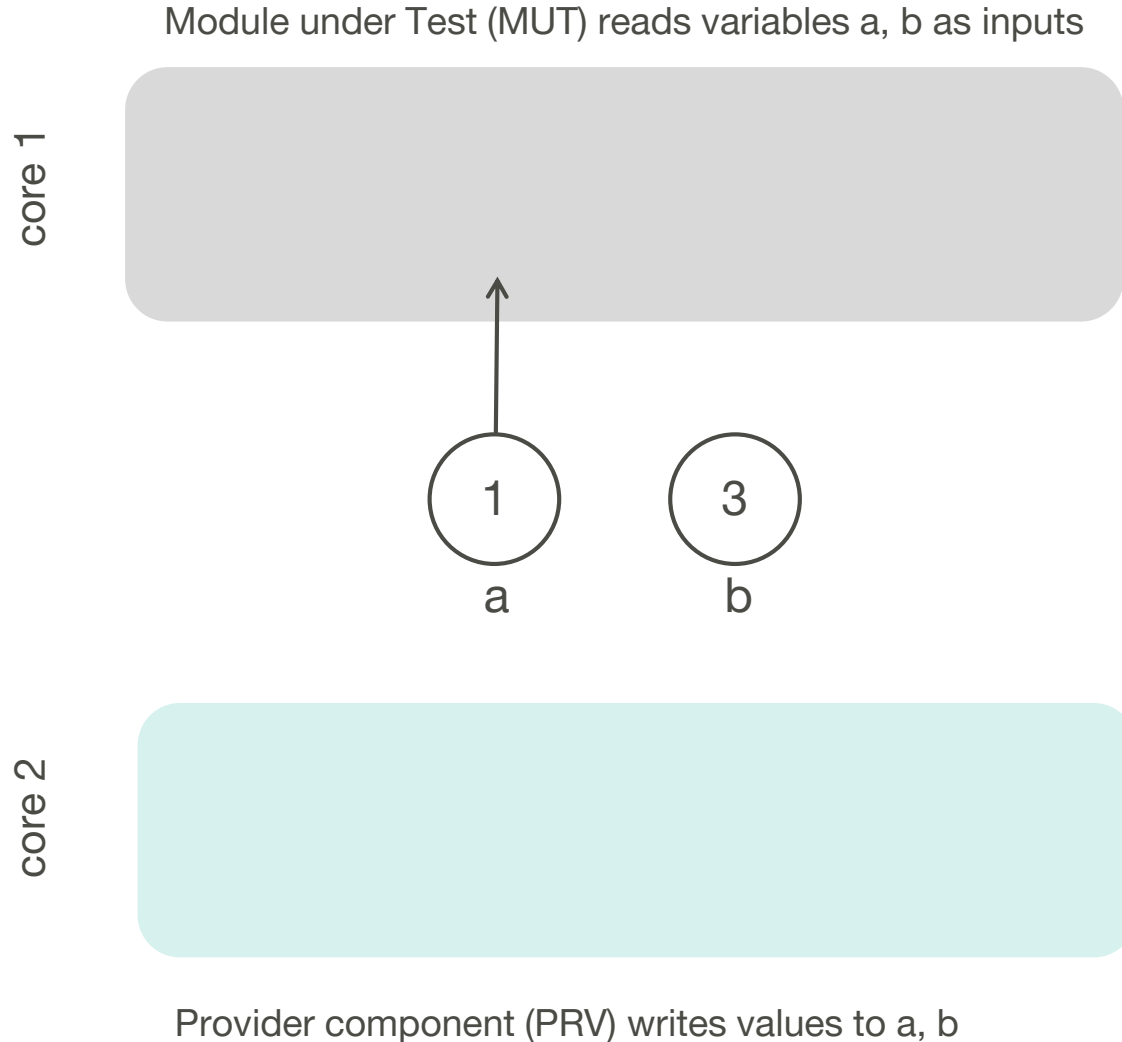 Module under Test (MUT) reads variables a, b as inputs
core 1
1
3
a
b
core 2
Provider component (PRV) writes values to a, b